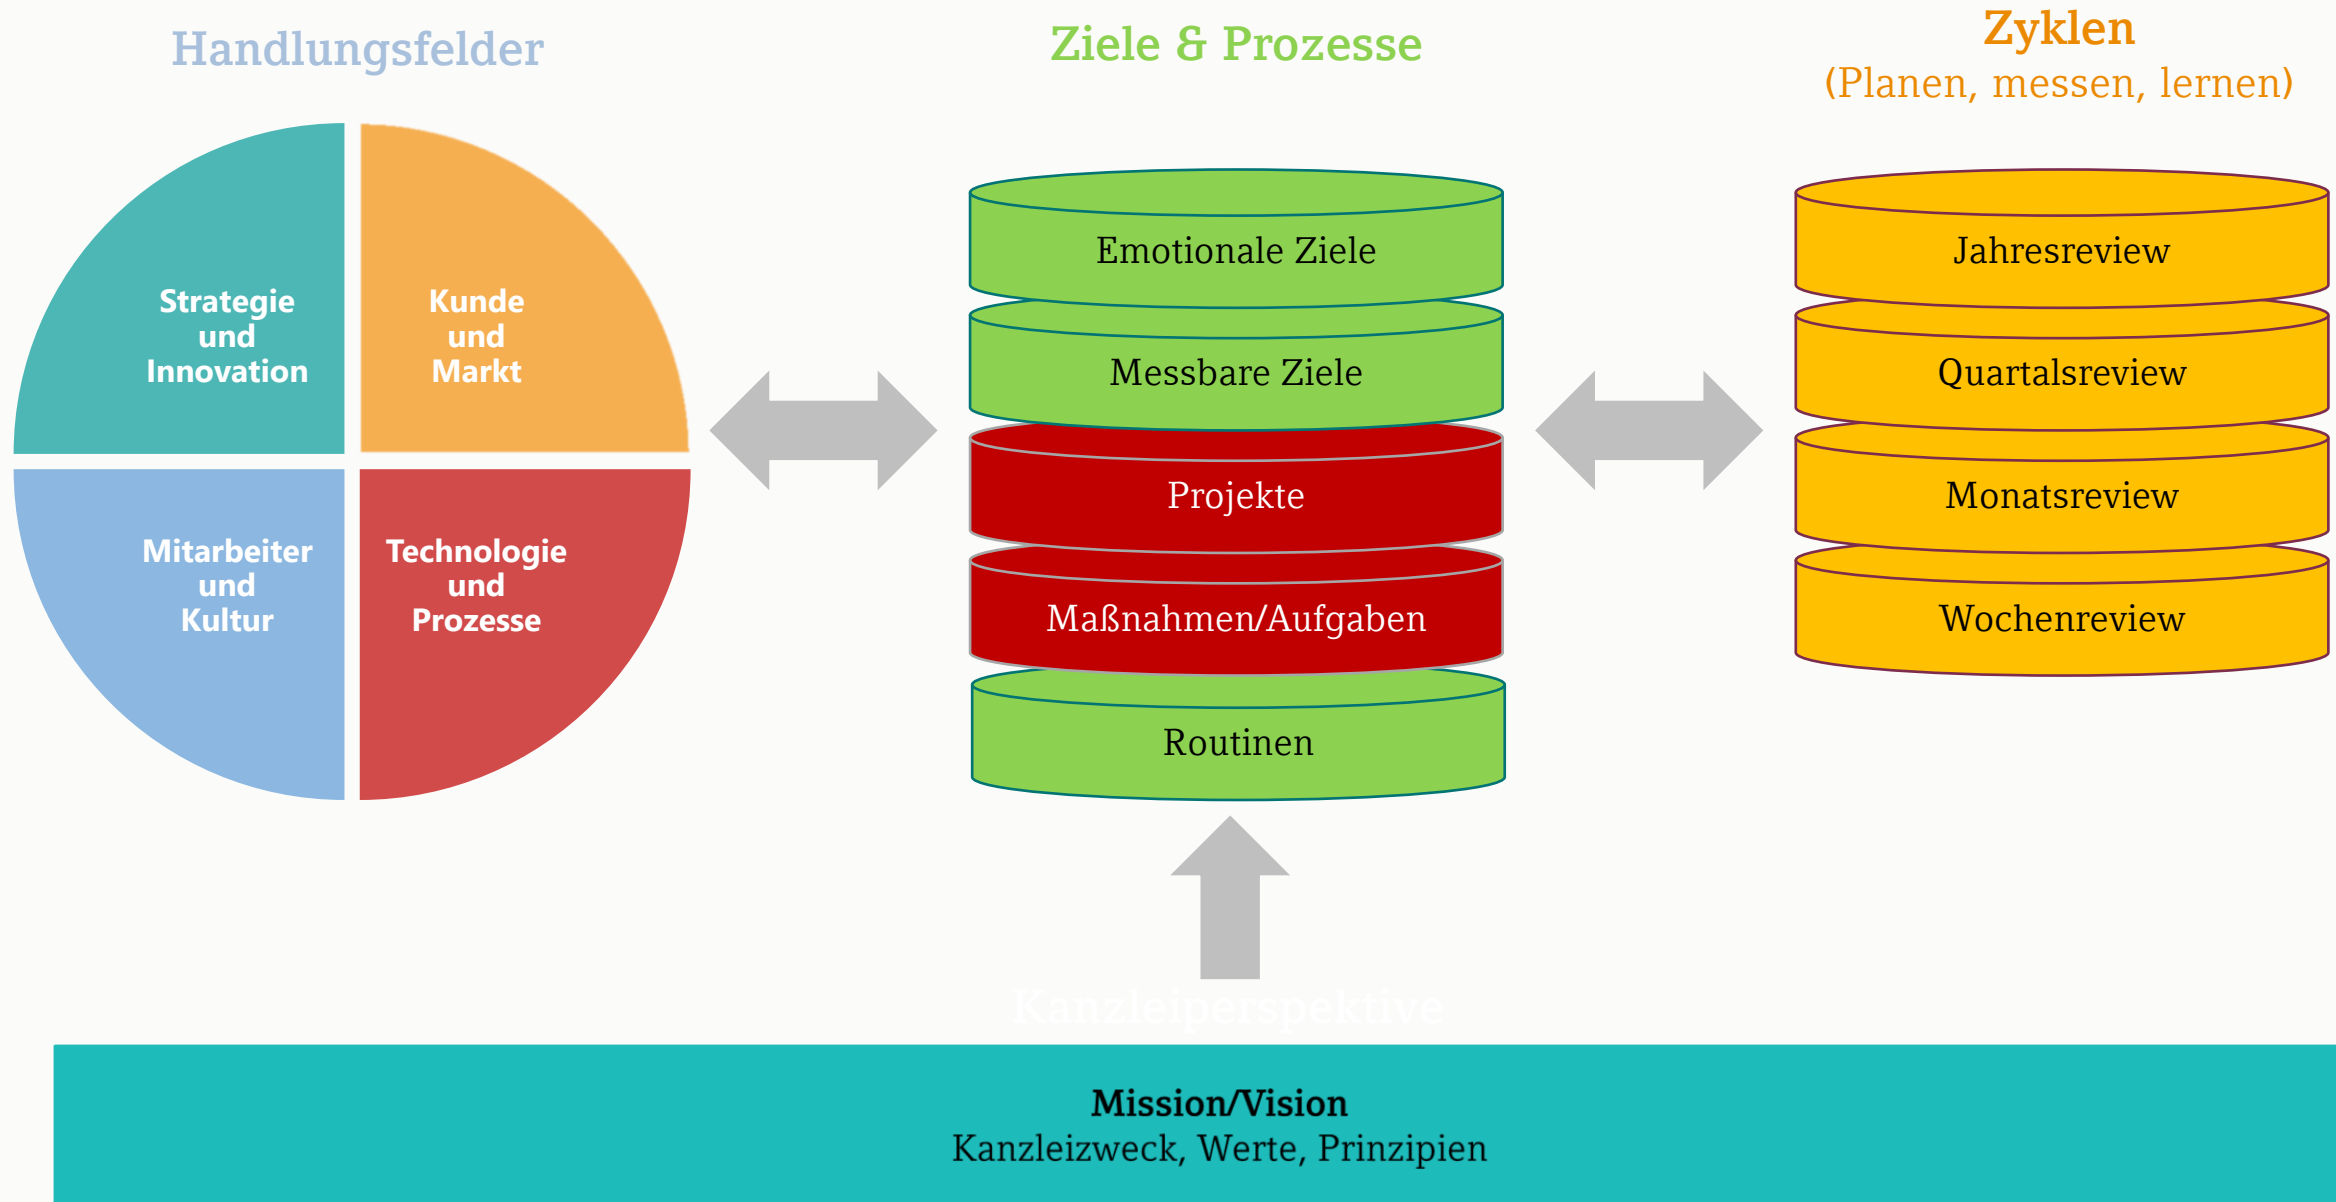 Handlungsfelder
Strategie
und
Innovation
Kunde
und
Markt
Mitarbeiter
und
Kultur
Technologie
und
Prozesse
Ziele & Prozesse
Emotionale Ziele
Messbare Ziele
Projekte
Maßnahmen/Aufgaben
Routinen
Zyklen
(Planen, messen, lernen)
Jahresreview
Quartalsreview
Monatsreview
Wochenreview
Kanzleiperspektive
Mission/Vision
Kanzleizweck, Werte, Prinzipien